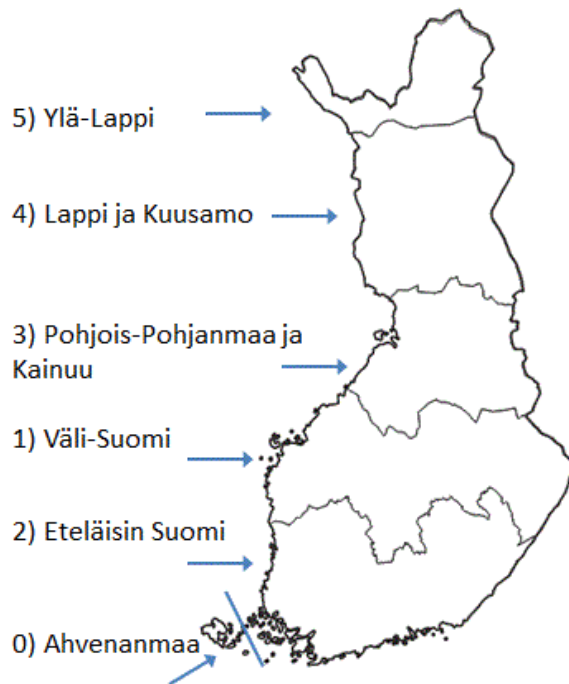 5) Ylä-Lappi
4) Lappi ja Kuusamo
3) Pohjois-Pohjanmaa ja
Kainuu
1) Väli-Suomi
2) Eteläisin Suomi
0) Ahvenanmaa